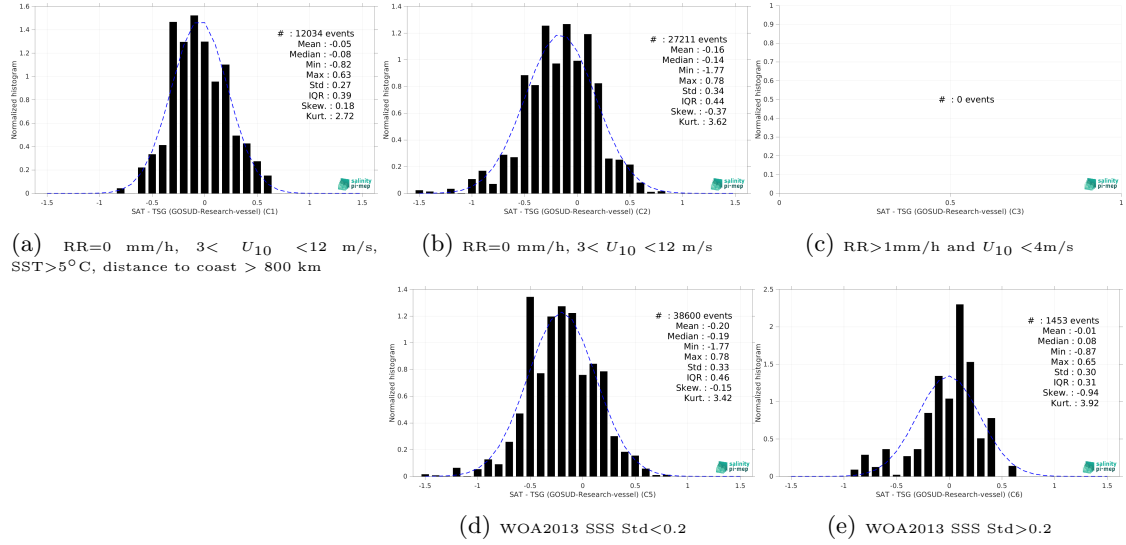 # : 12034 events
Mean : -0.05
Median : -0.08
Min : -0.82
Max : 0.63
Std : 0.27
IQR : 0.39
Skew. : 0.18
Kurt. : 2.72
Normalized histogram
1.6
1.4
1.2
1
0.8
0.6
0.4
0.2
0
-1.5 -1 -0.5 0 0.5 1 1.5
SAT - TSG (GOSUD-Research-vessel) (C1)
salinity
pi-mep
(a) RR=0 mm/h, 3< U10 <12 m/s,
SST>5°C, distance to coast > 800 km
# : 27211 events
Mean : -0.16
Median : -0.14
Min : -1.77
Max : 0.78
Std : 0.34
IQR : 0.44
Skew. : -0.37
Kurt. : 3.62
Normalized histogram
1.4
1.2
1
0.8
0.6
0.4
0.2
0
-1.5 -1 -0.5 0 0.5 1 1.5
SAT - TSG (GOSUD-Research-vessel) (C2)
salinity
pi-mep
(b) RR=0 mm/h, 3< U10 <12 m/s
# : 0 events
Normalized histogram
1
0.9
0.8
0.7
0.6
0.5
0.4
0.3
0.2
0.1
0
0 0.5 1
SAT - TSG (GOSUD-Research-vessel) (C3)
salinity
pi-mep
(c) RR>1mm/h and U10 <4m/s
# : 38600 events
Mean : -0.20
Median : -0.19
Min : -1.77
Max : 0.78
Std : 0.33
IQR : 0.46
Skew. : -0.15
Kurt. : 3.42
Normalized histogram
1.4
1.2
1
0.8
0.6
0.4
0.2
0
-1.5 -1 -0.5 0 0.5 1 1.5
SAT - TSG (GOSUD-Research-vessel) (C5)
salinity
pi-mep
(d) WOA2013 SSS Std<0.2
# : 1453 events
Mean : -0.01
Median : 0.08
Min : -0.87
Max : 0.65
Std : 0.30
IQR : 0.31
Skew. : -0.94
Kurt. : 3.92
Normalized histogram
2.5
2
1.5
1
0.5
0
-1.5 -1 -0.5 0 0.5 1 1.5
SAT - TSG (GOSUD-Research-vessel) (C6)
salinity
pi-mep
(e) WOA2013 SSS Std>0.2